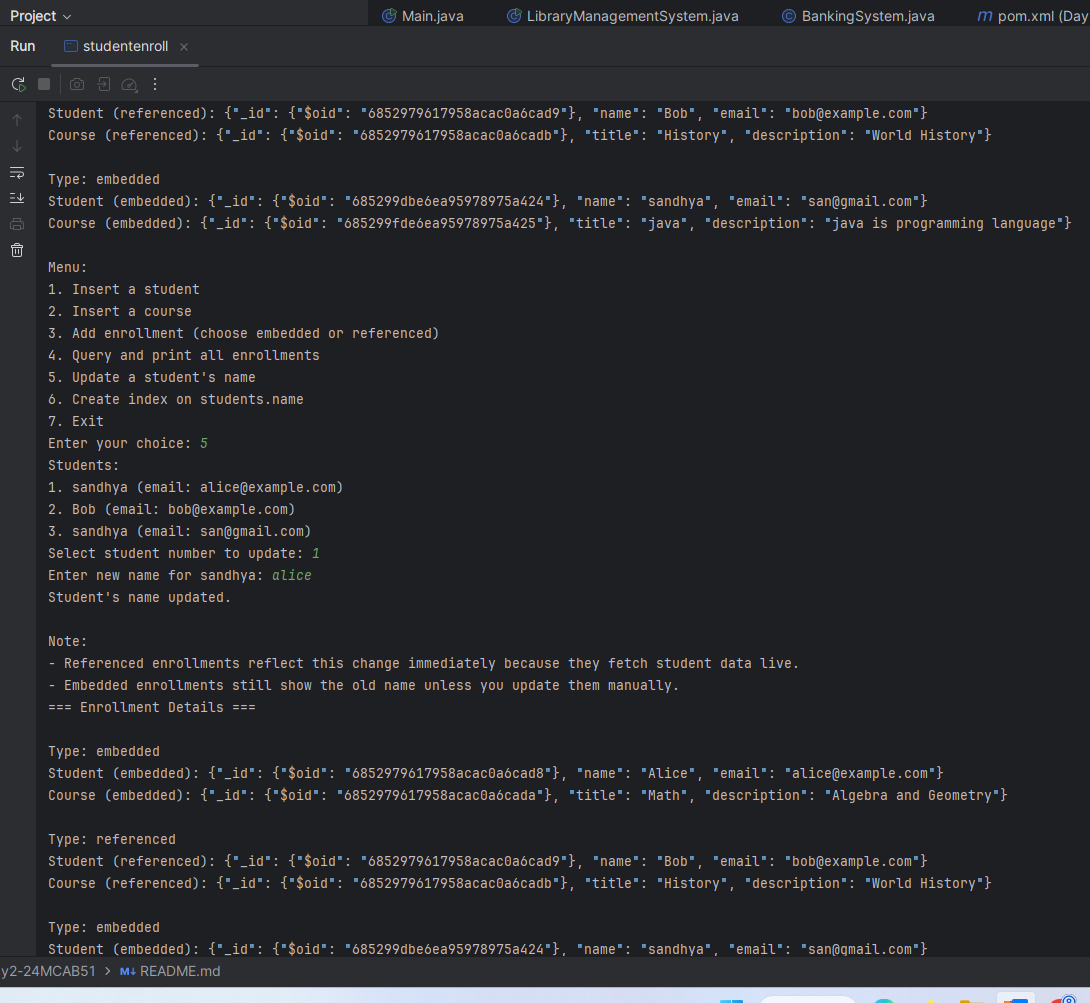 Project
Main.java
LibraryManagementSystem.java
BankingSystem.java
m pom.xml (Day
Run
studentenroll
Student (referenced): {"_id": {"$oid": "6852979617958acac0a6cad9"}, "name": "Bob", "email": "bob@example.com"}
Course (referenced): {"_id": {"$oid": "6852979617958acac0a6cadb"}, "title": "History", "description": "World History"}
Type: embedded
Student (embedded): {"_id": {"$oid": "685299dbe6ea95978975a424"}, "name": "sandhya", "email": "san@gmail.com"}
Course (embedded): {"_id": {"$oid": "685299fde6ea95978975a425"}, "title": "java", "description": "java is programming language"}
Menu:
1. Insert a student
2. Insert a course
3. Add enrollment (choose embedded or referenced)
4. Query and print all enrollments
5. Update a student's name
6. Create index on students.name
7. Exit
Enter your choice: 5
Students:
1. sandhya (email: alice@example.com)
2. Bob (email: bob@example.com)
3. sandhya (email: san@gmail.com)
Select student number to update: 1
Enter new name for sandhya: alice
Student's name updated.
Note:
- Referenced enrollments reflect this change immediately because they fetch student data live.
- Embedded enrollments still show the old name unless you update them manually.
=== Enrollment Details ===
Type: embedded
Student (embedded): {"_id": {"$oid": "6852979617958acac0a6cad8"}, "name": "Alice", "email": "alice@example.com"}
Course (embedded): {"_id": {"$oid": "6852979617958acac0a6cada"}, "title": "Math", "description": "Algebra and Geometry"}
Type: referenced
Student (referenced): {"_id": {"$oid": "6852979617958acac0a6cad9"}, "name": "Bob", "email": "bob@example.com"}
Course (referenced): {"_id": {"$oid": "6852979617958acac0a6cadb"}, "title": "History", "description": "World History"}
Type: embedded
Student (embedded): {"_id": {"$oid": "685299dbe6ea95978975a424"}, "name": "sandhya", "email": "san@gmail.com"}
y2-24MCAB51 > M↓ README.md